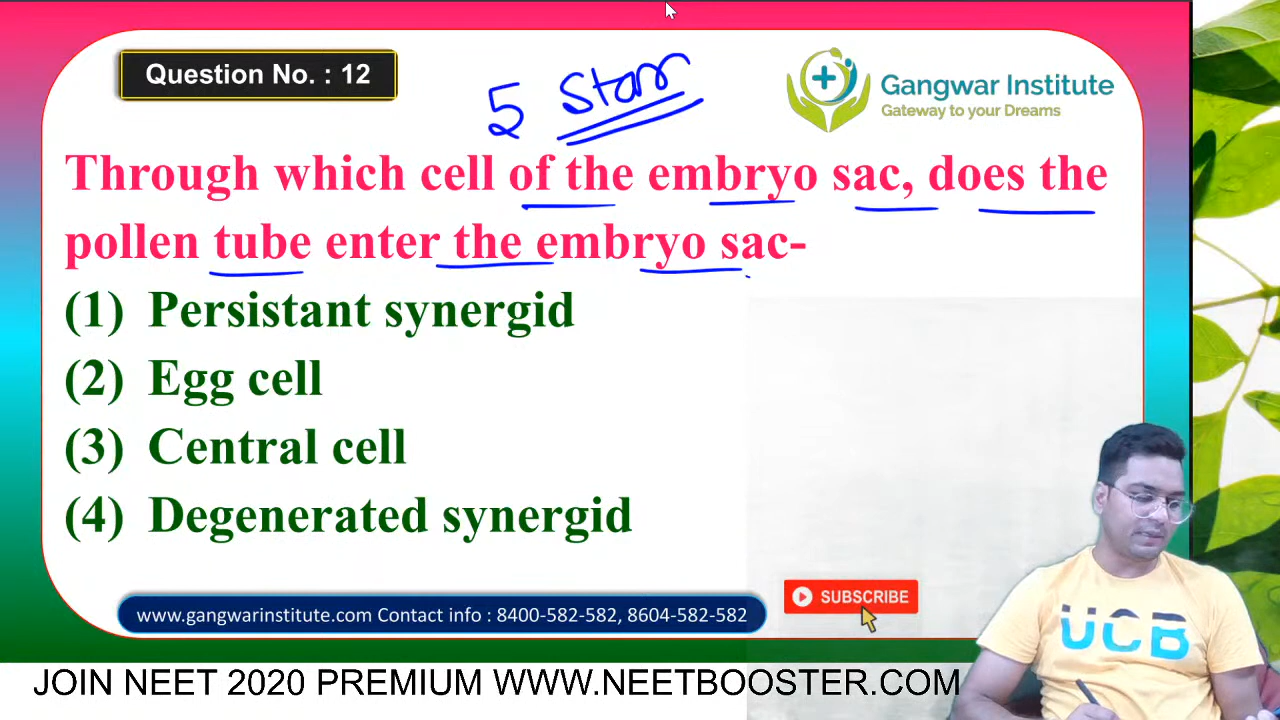 Question No. : 12
5 Star
Gangwar Institute
Gateway to your Dreams
Through which cell of the embryo sac, does the
pollen tube enter the embryo sac-
(1) Persistant synergid
(2) Egg cell
(3) Central cell
(4) Degenerated synergid
SUBSCRIBE
www.gangwarinstitute.com Contact info : 8400-582-582, 8604-582-582
UCB
JOIN NEET 2020 PREMIUM WWW.NEETBOOSTER.COM